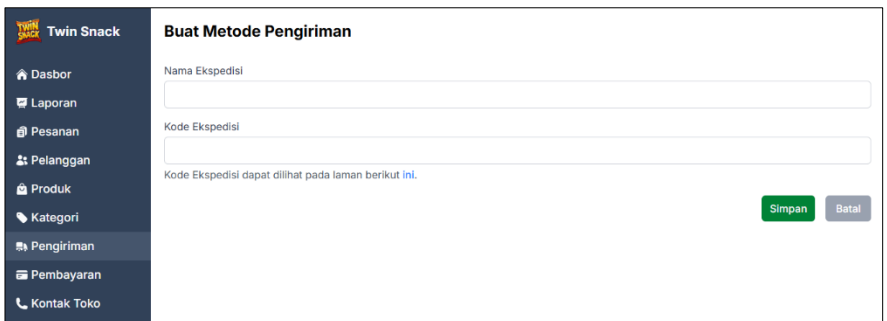 TWIN
SNACK
Twin Snack
Dasbor
Laporan
Pesanan
Pelanggan
Produk
Kategori
Pengiriman
Pembayaran
Kontak Toko
Buat Metode Pengiriman
Nama Ekspedisi
Kode Ekspedisi
Kode Ekspedisi dapat dilihat pada laman berikut ini.
Simpan
Batal